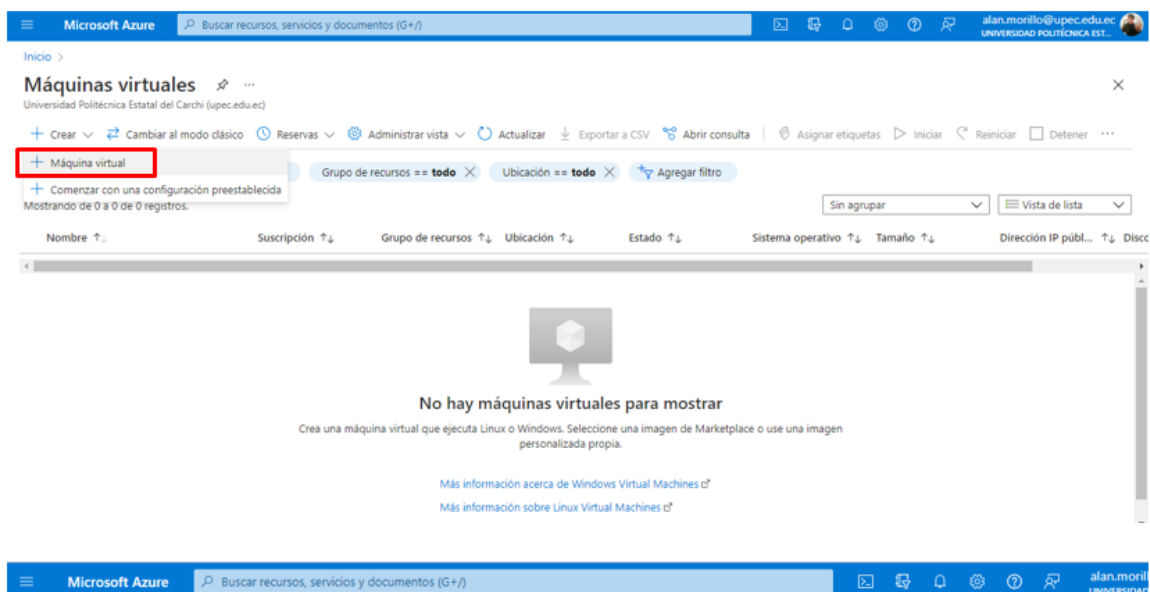 Microsoft Azure Buscar recursos, servicios y documentos (G+/) alan.morillo@upec.edu.ec
UNIVERSIDAD POLITÉCNICA EST...
Inicio >
Máquinas virtuales ...
Universidad Politécnica Estatal del Carchi (upec.edu.ec)
+ Crear Cambiar al modo clásico Reservas Administrar vista Actualizar Exportar a CSV Abrir consulta Asignar etiquetas Iniciar Reiniciar Detener ...
+ Máquina virtual
Grupo de recursos == todo Ubicación == todo Agregar filtro
+ Comenzar con una configuración preestablecida
Mostrando de 0 a 0 de 0 registros.
Sin agrupar Vista de lista
Nombre ↑↓ Suscripción ↑↓ Grupo de recursos ↑↓ Ubicación ↑↓ Estado ↑↓ Sistema operativo ↑↓ Tamaño ↑↓ Dirección IP públ... ↑↓ Disco
No hay máquinas virtuales para mostrar
Crea una máquina virtual que ejecuta Linux o Windows. Seleccione una imagen de Marketplace o use una imagen
personalizada propia.
Más información acerca de Windows Virtual Machines
Más información sobre Linux Virtual Machines
Microsoft Azure Buscar recursos, servicios y documentos (G+/) alan.morill